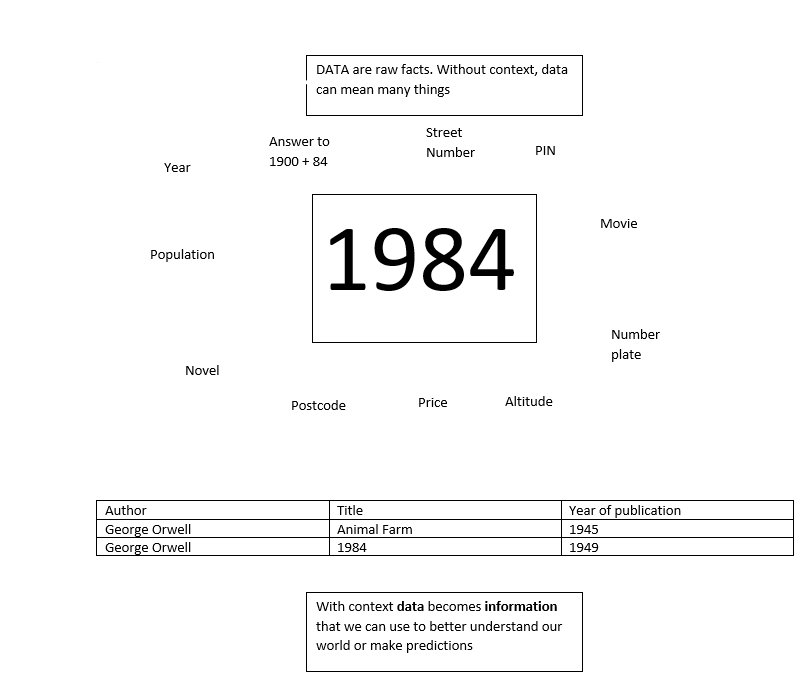 DATA are raw facts. Without context, data
can mean many things
Answer to
1900 + 84
Street
Number
PIN
Year
1984
Movie
Population
Number
plate
Novel
Postcode
Price
Altitude
Author Title Year of publication
George Orwell Animal Farm 1945
George Orwell 1984 1949
With context data becomes information
that we can use to better understand our
world or make predictions